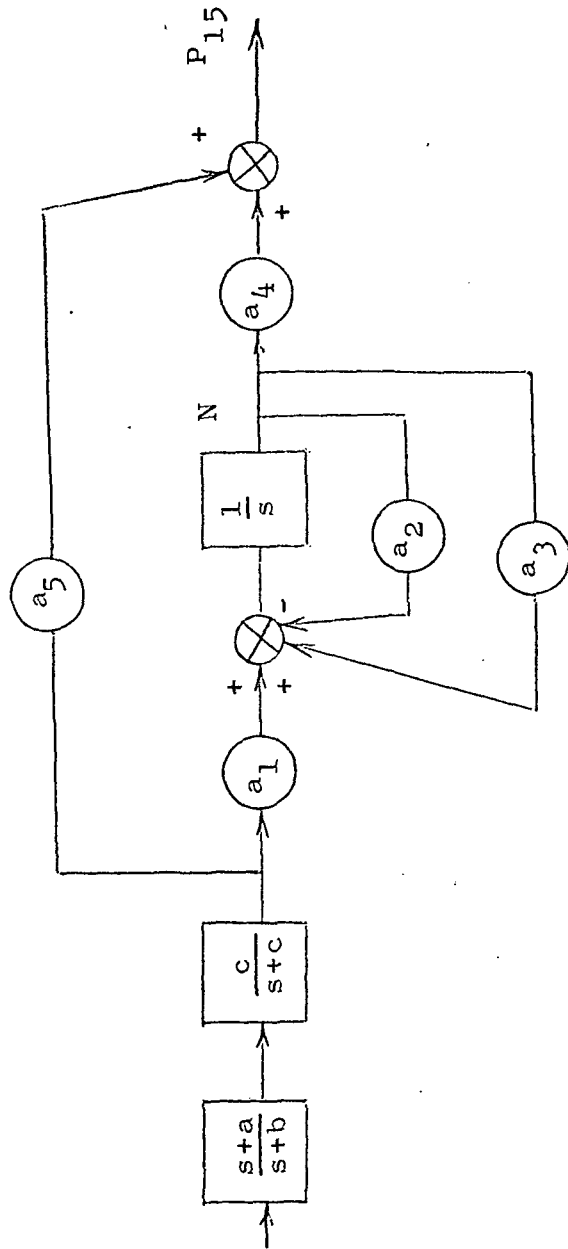 s+a
s+b
c
s+c
a₁
+
+
-
1
s
N
a₂
a₃
a₄
a₅
+
+
P₁₅